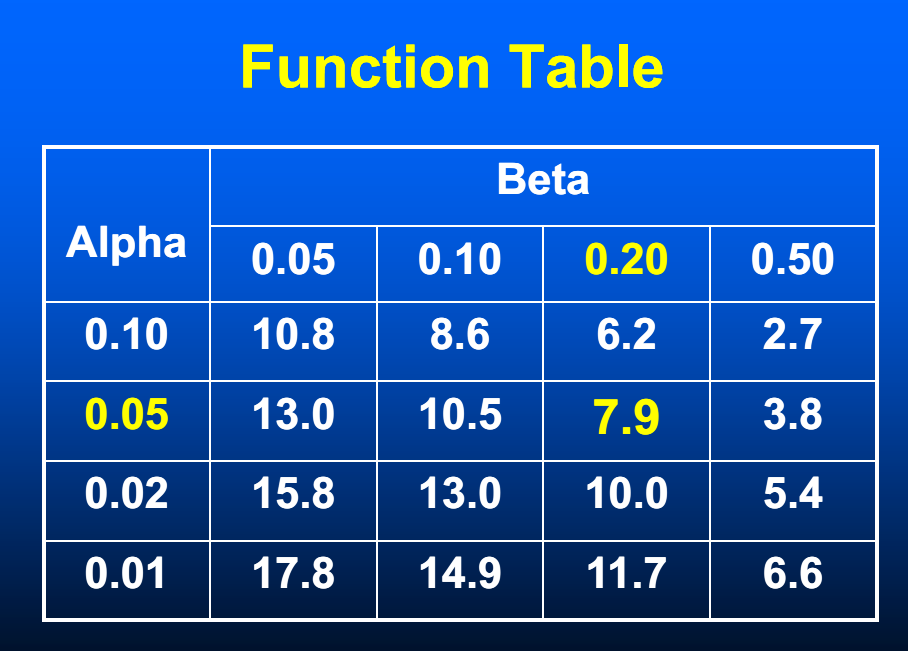 Function Table
Beta
Alpha
0.05 0.10 0.20 0.50
0.10 10.8 8.6 6.2 2.7
0.05 13.0 10.5 7.9 3.8
0.02 15.8 13.0 10.0 5.4
0.01 17.8 14.9 11.7 6.6